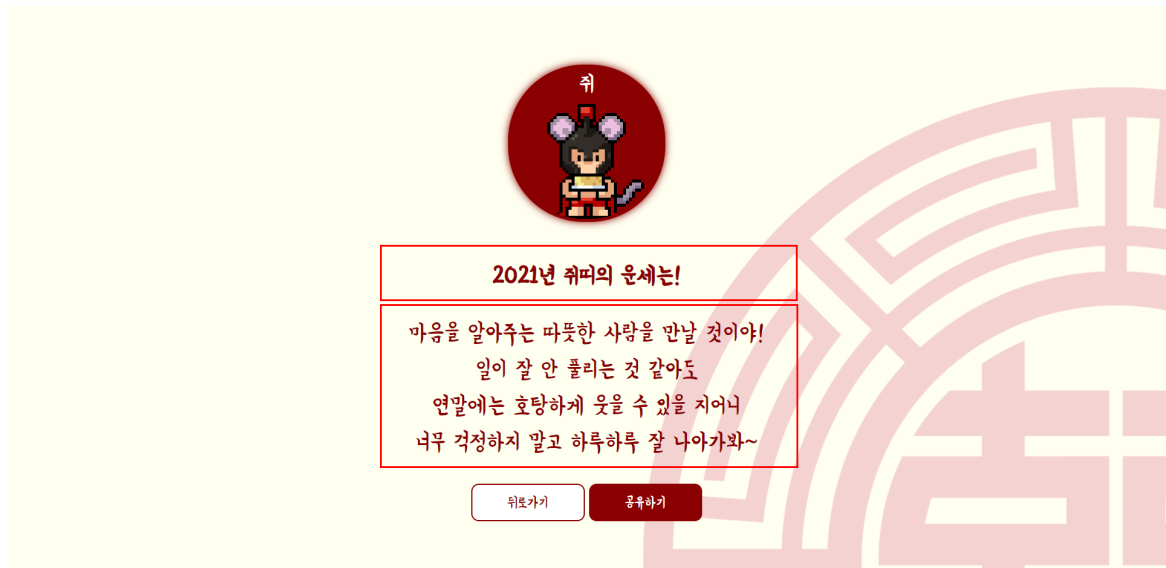 쥐
2021년 쥐띠의 운세는!
마음을 알아주는 따뜻한 사람을 만날 것이야!
일이 잘 안 풀리는 것 같아도
연말에는 호탕하게 웃을 수 있을 지어니
너무 걱정하지 말고 하루하루 잘 나아가봐~
뒤로가기 공유하기